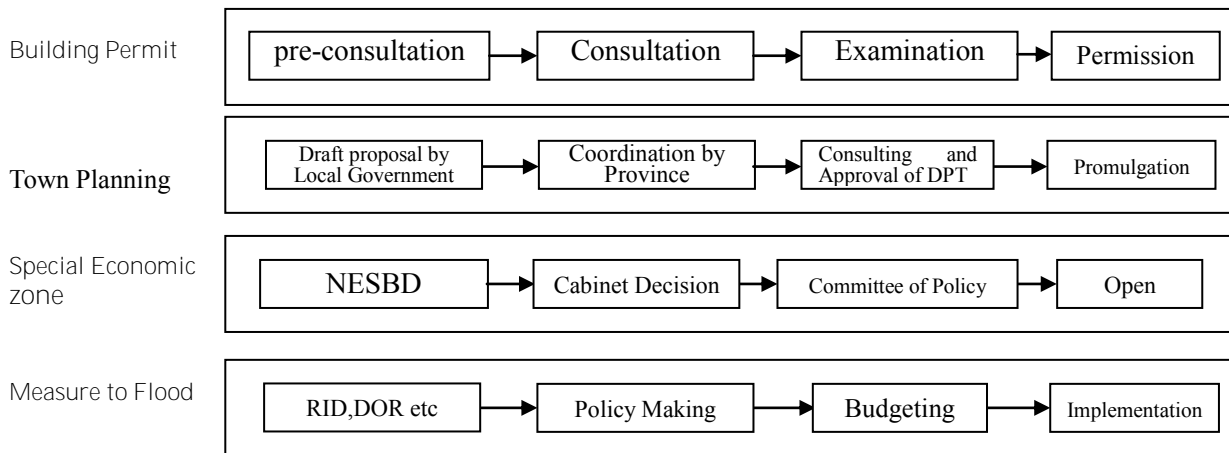 Building Permit
pre-consultation
Consultation
Examination
Permission
Town Planning
Draft proposal by
Local Government
Coordination by
Province
Consulting and
Approval of DPT
Promulgation
Special Economic
zone
NESBD
Cabinet Decision
Committee of Policy
Open
Measure to Flood
RID,DOR etc
Policy Making
Budgeting
Implementation